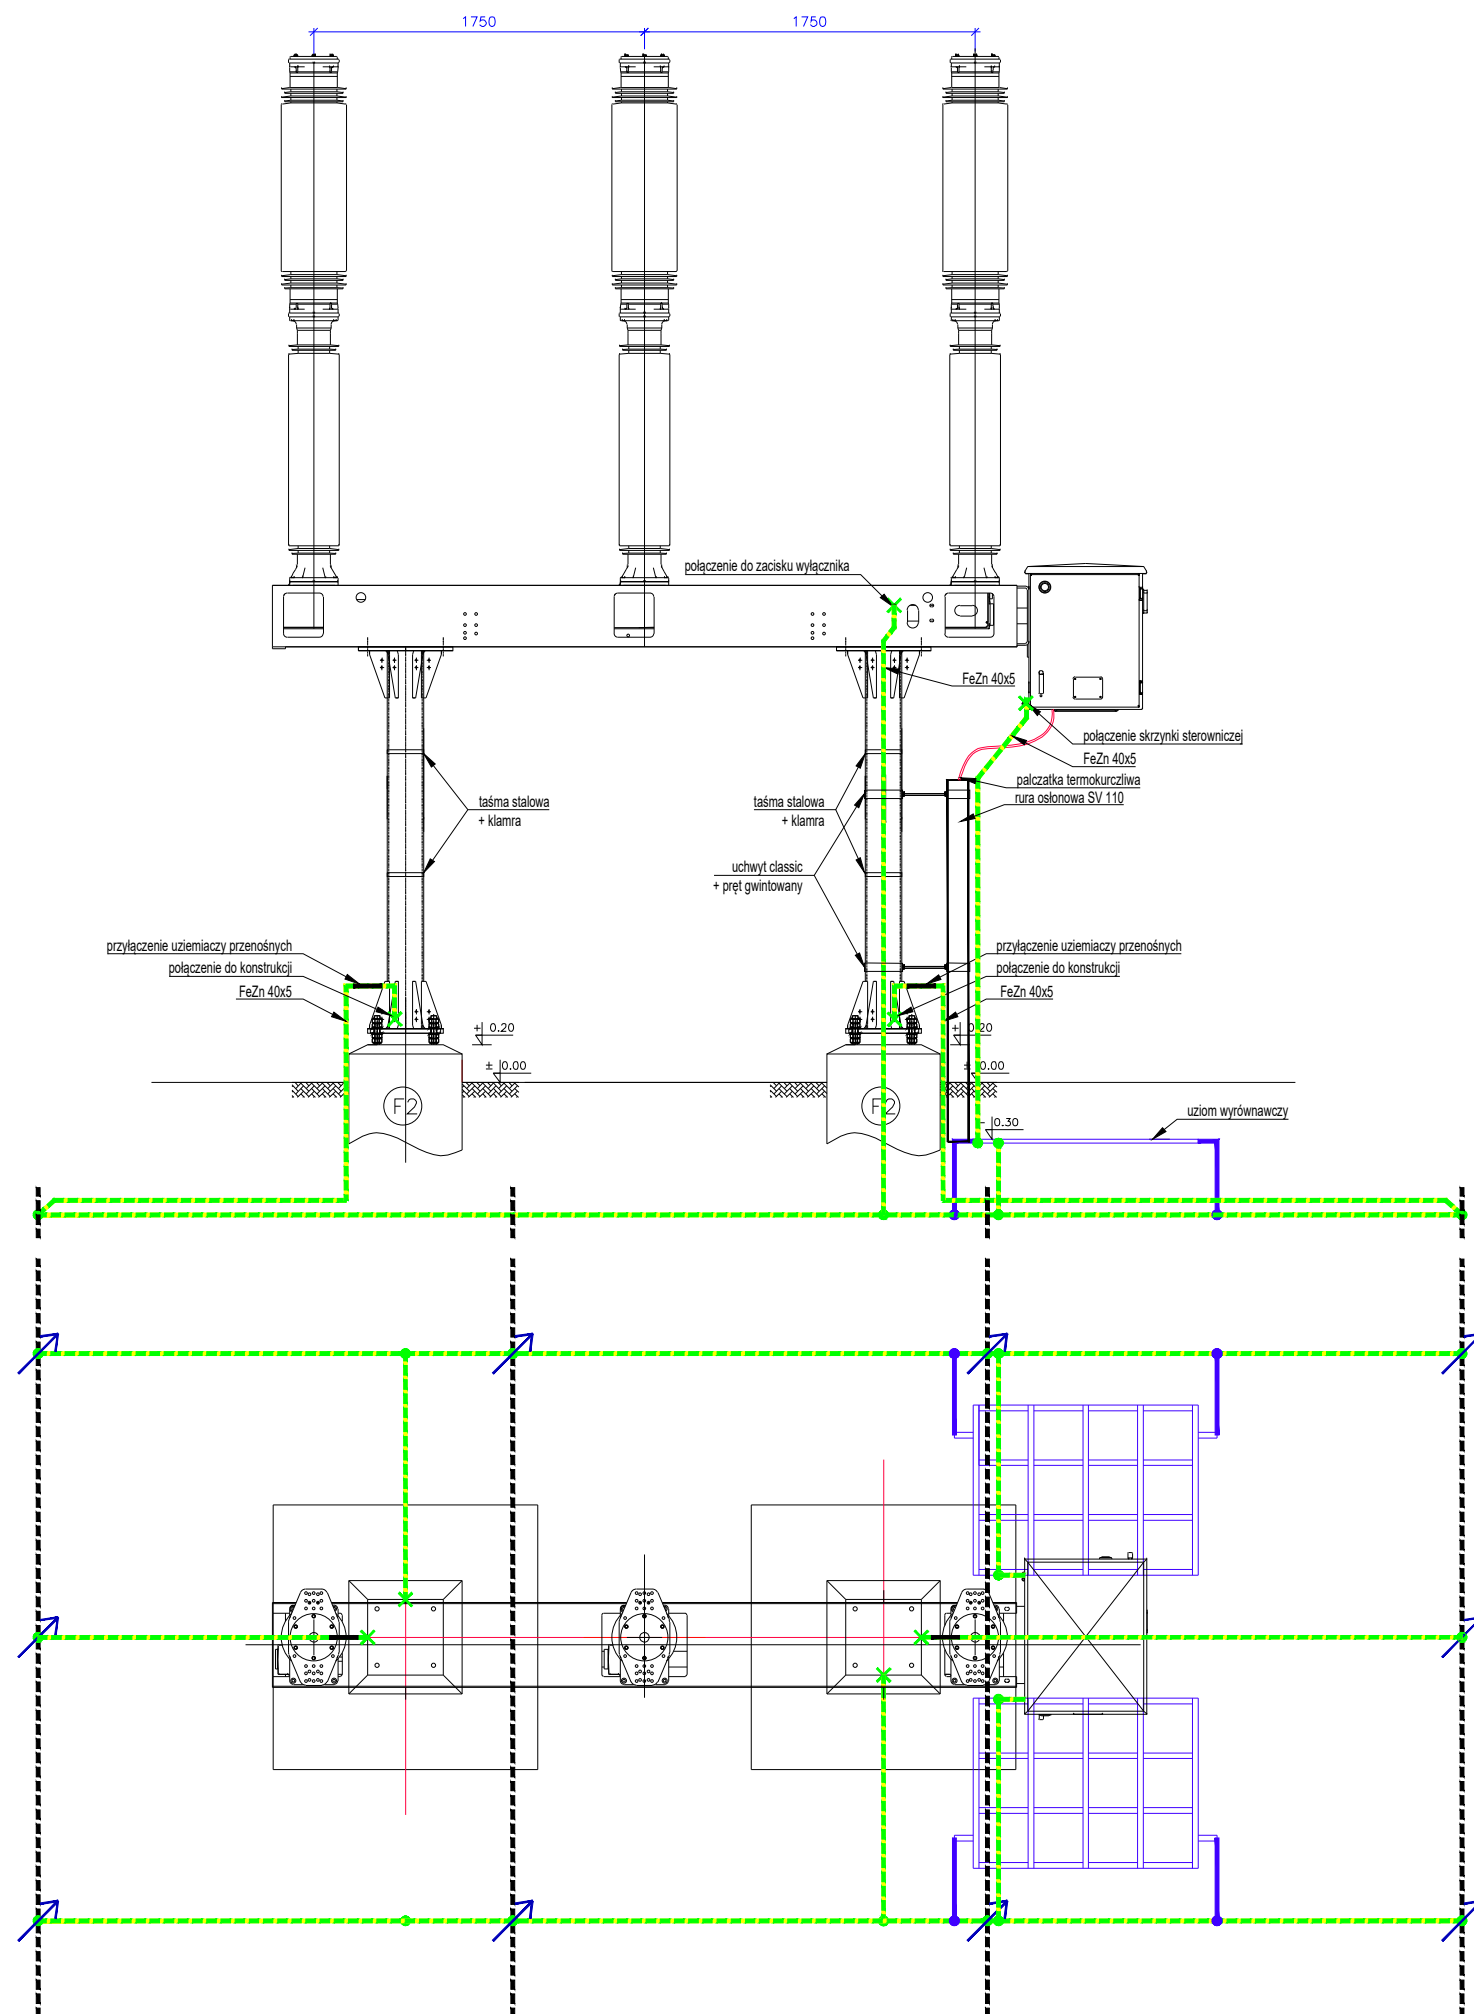 1750
1750
połączenie do zacisku wyłącznika
FeZn 40x5
połączenie skrzynki sterowniczej
FeZn 40x5
palczatka termokurczliwa
rura osłonowa SV 110
taśma stalowa
+ klamra
taśma stalowa
+ klamra
uchwyt classic
+ pręt gwintowany
przyłączenie uziemiaczy przenośnych
połączenie do konstrukcji
FeZn 40x5
przyłączenie uziemiaczy przenośnych
połączenie do konstrukcji
FeZn 40x5
+ 0.20
+ 0.20
± 0.00
± 0.00
F2
F2
- 0.30
uziom wyrównawczy